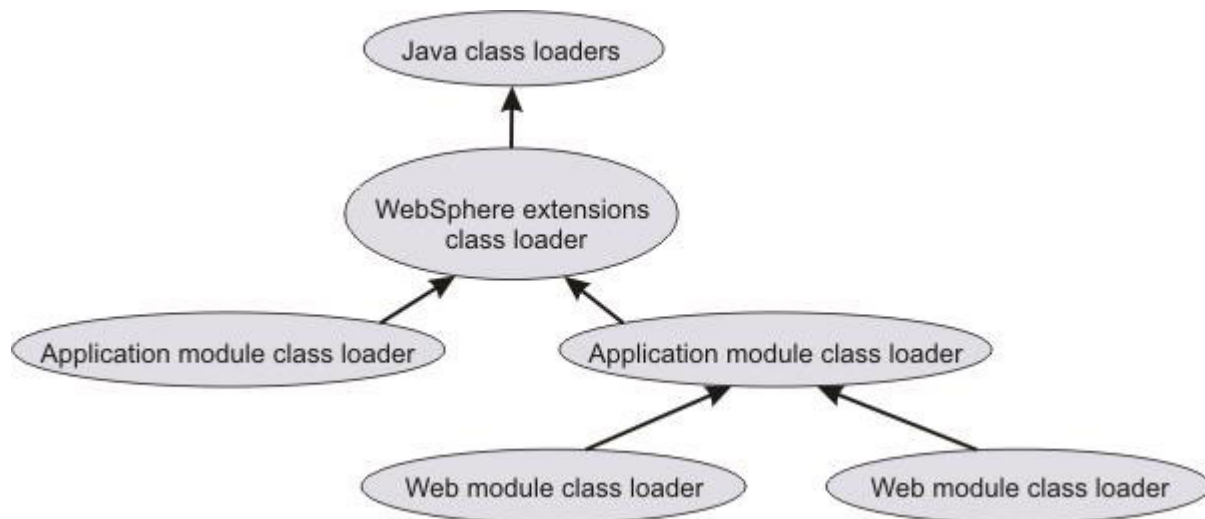 Java class loaders
WebSphere extensions
class loader
Application module class loader
Application module class loader
Web module class loader
Web module class loader